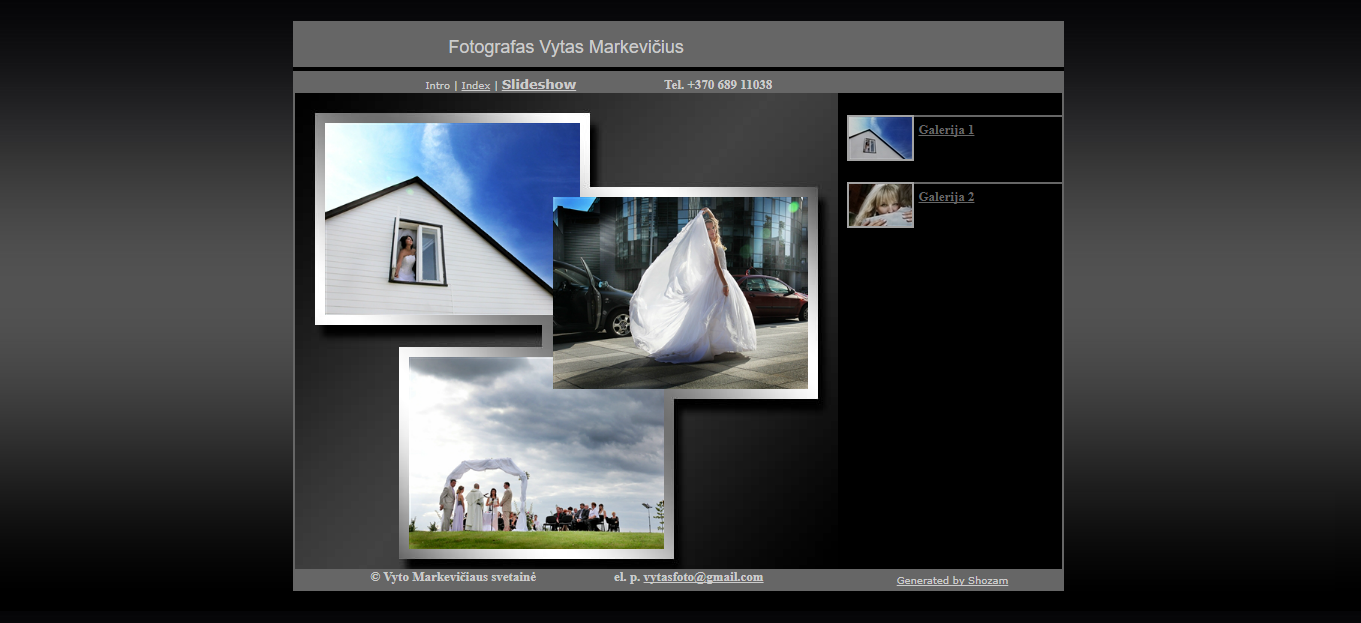 Fotografas Vytas Markevičius
Intro | Index | Slideshow Tel. +370 689 11038
Galerija 1
Galerija 2
© Vyto Markevičiaus svetainė el. p. vytasfoto@gmail.com Generated by Shozam